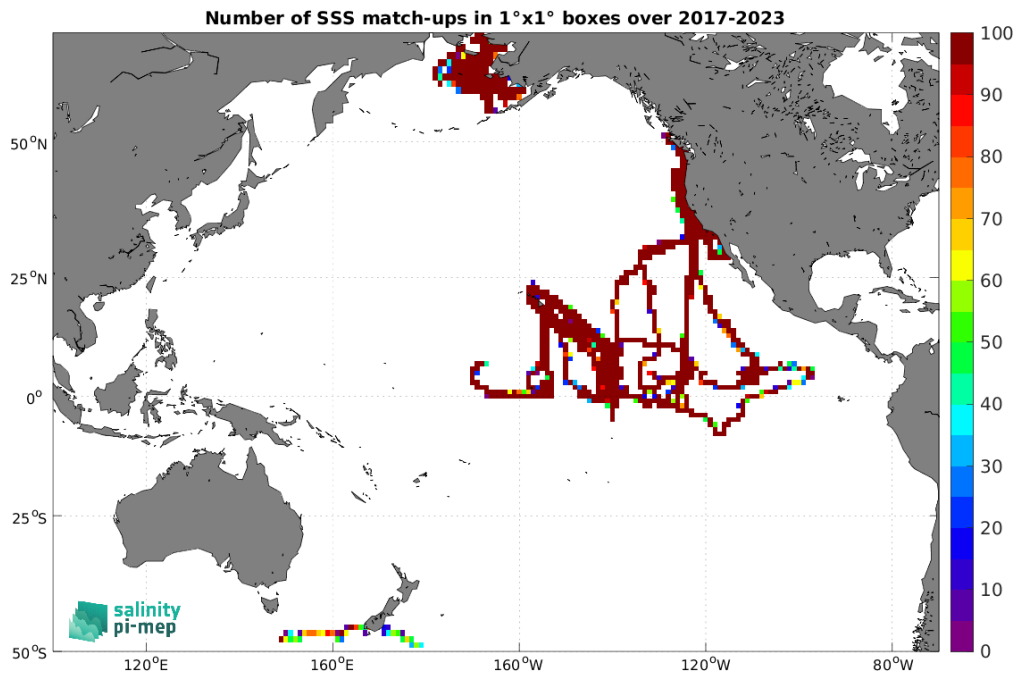 Number of SSS match-ups in 1°x1° boxes over 2017-2023
100
90
80
70
60
50
40
30
20
10
0
50°N
25°N
0°
25°S
50°S
120°E
160°E
160°W
120°W
80°W
salinity
pi-mep